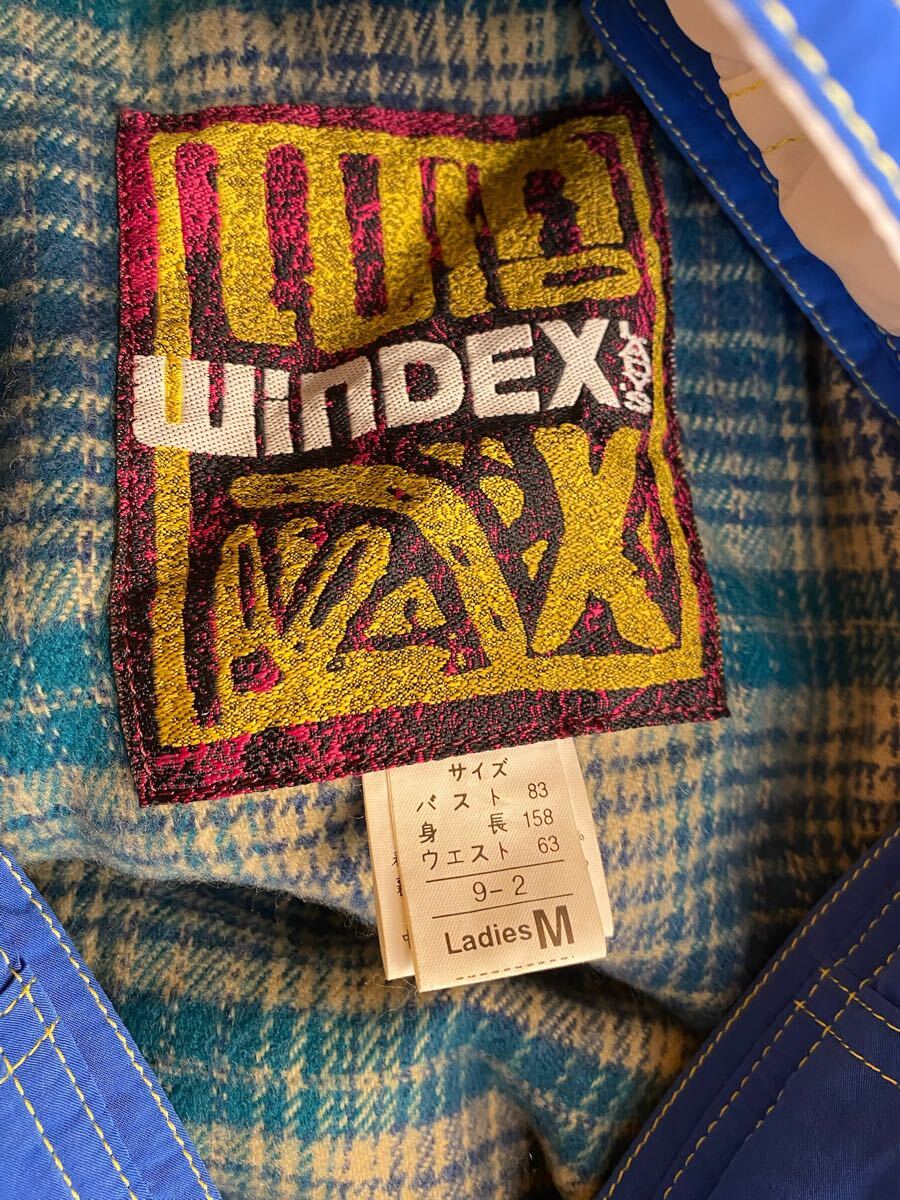 WinDEX
サイズ
バスト 83
身長 158
ウエスト 63
9-2
Ladies M